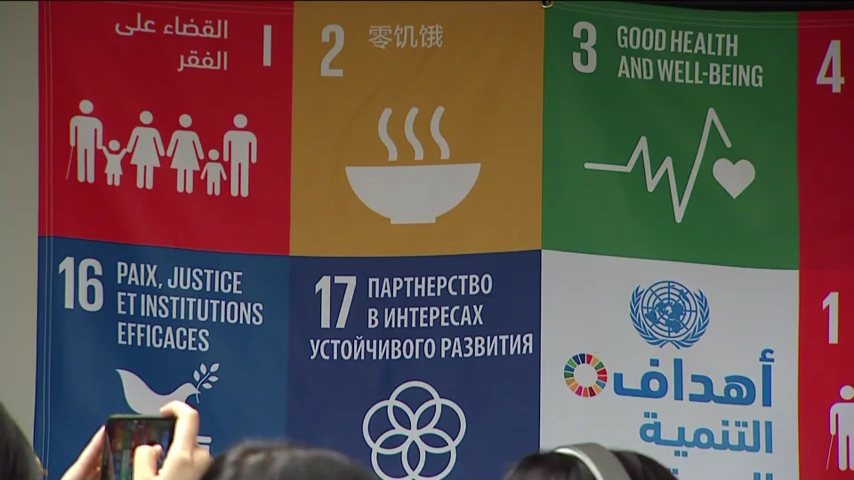 القضاء على
الفقر
1
2
零饥饿
3
GOOD HEALTH
AND WELL-BEING
4
16
PAIX, JUSTICE
ET INSTITUTIONS
EFFICACES
17
ПАРТНЕРСТВО
В ИНТЕРЕСАХ
УСТОЙЧИВОГО РАЗВИТИЯ
أهداف
التنمية
1